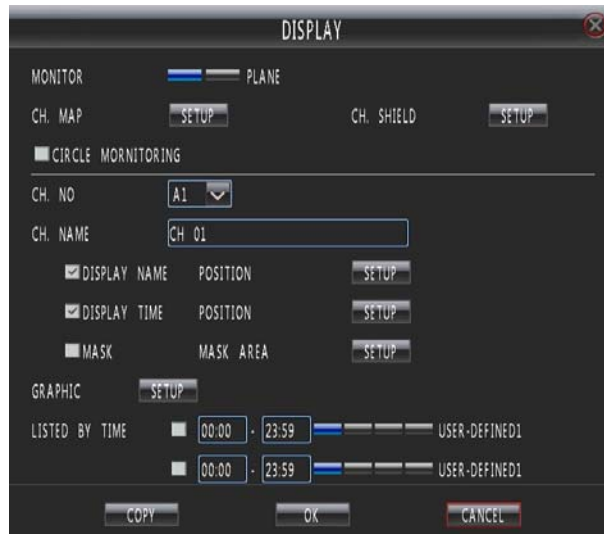 DISPLAY
MONITOR PLANE
CH. MAP SETUP CH. SHIELD SETUP
CIRCLE MORNITORING
CH. NO A1
CH. NAME CH 01
DISPLAY NAME POSITION SETUP
DISPLAY TIME POSITION SETUP
MASK MASK AREA SETUP
GRAPHIC SETUP
LISTED BY TIME 00:00 - 23:59 USER-DEFINED1
00:00 - 23:59 USER-DEFINED1
COPY OK CANCEL